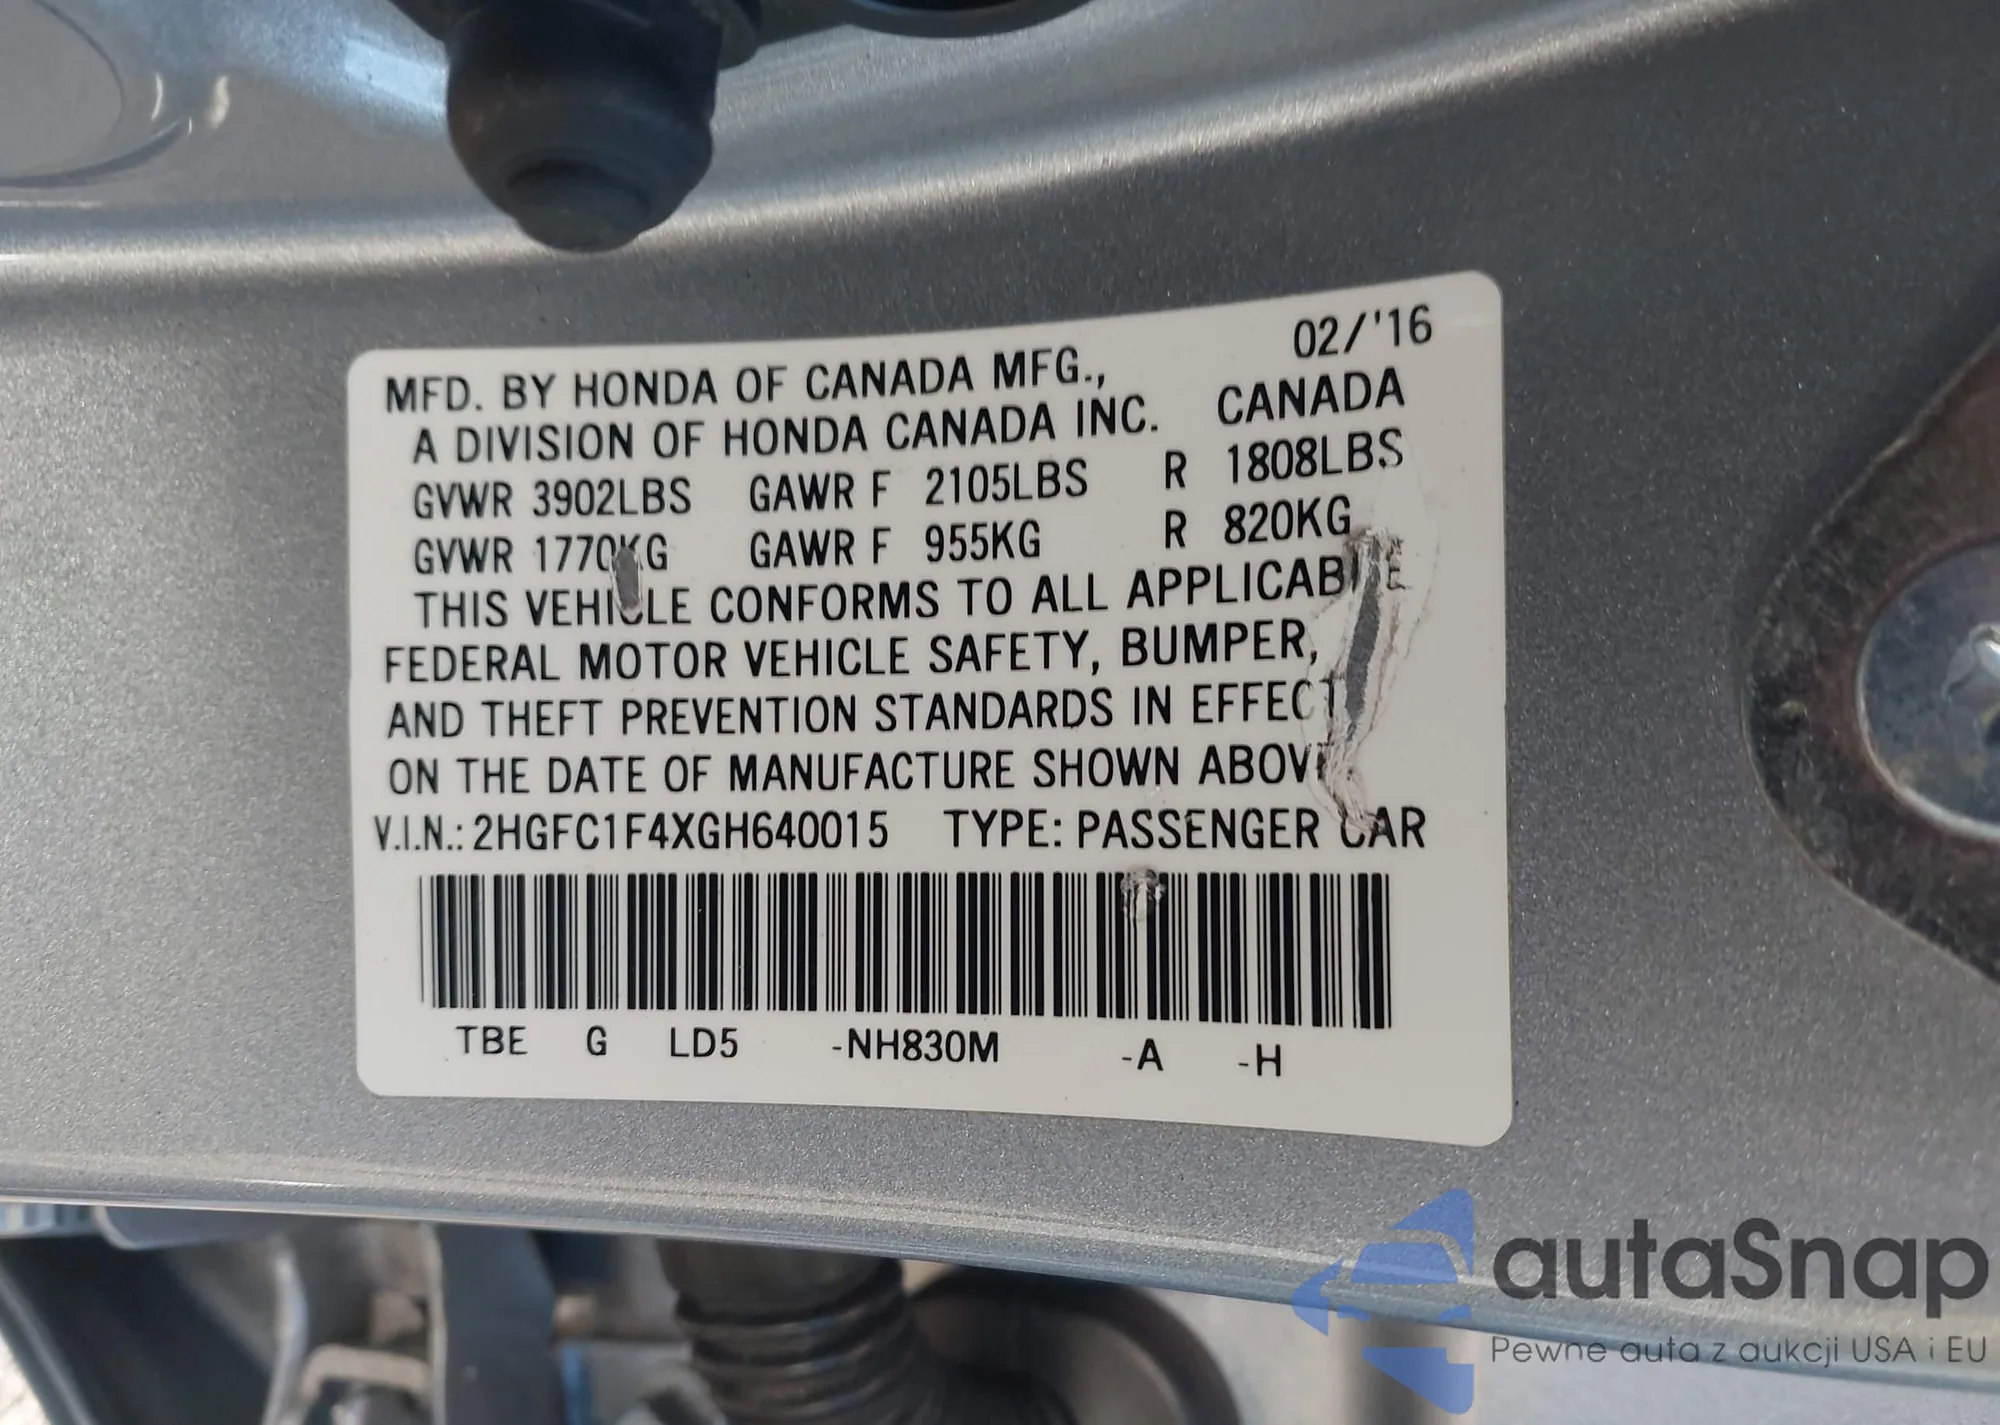 02/'16
MFD. BY HONDA OF CANADA MFG.,
A DIVISION OF HONDA CANADA INC. CANADA
GVWR 3902LBS GAWR F 2105LBS R 1808LBS
GVWR 1770KG GAWR F 955KG R 820KG
THIS VEHICLE CONFORMS TO ALL APPLICABLE
FEDERAL MOTOR VEHICLE SAFETY, BUMPER,
AND THEFT PREVENTION STANDARDS IN EFFECT
ON THE DATE OF MANUFACTURE SHOWN ABOVE
V.I.N.: 2HGFC1F4XGH640015 TYPE: PASSENGER CAR
TBE G LD5 -NH830M -A -H
autaSnap
Pewne auta z aukcji USA i EU